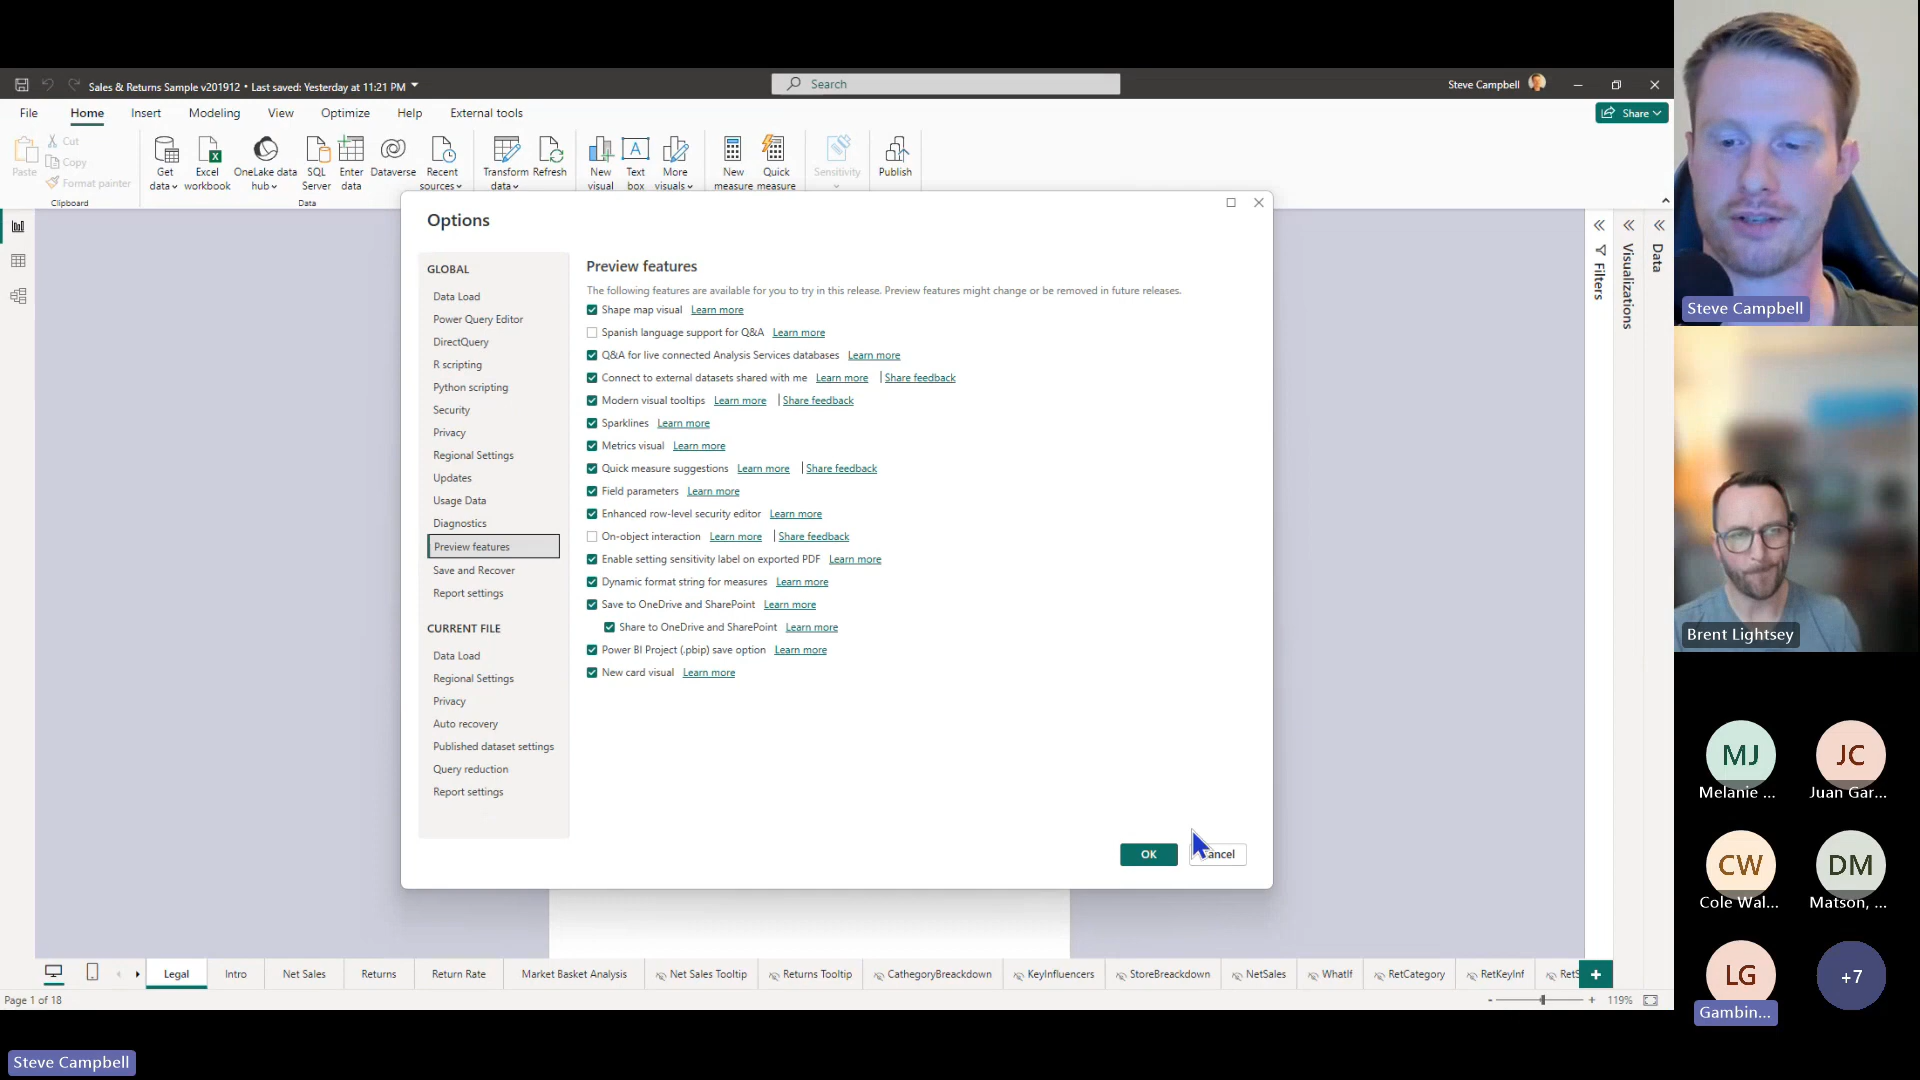 Sales & Returns Sample v201912 • Last saved: Yesterday at 11:21 PM
Search
Steve Campbell
File
Home
Insert
Modeling
View
Optimize
Help
External tools
Share
Paste
Cut
Copy
Format painter
Clipboard
Get data
Excel workbook
OneLake data hub
SQL Server
Enter data
Dataverse
Recent sources
Data
Transform data
Refresh
New visual
Text box
More visuals
New measure
Quick measure
Sensitivity
Publish
Options
GLOBAL
Data Load
Power Query Editor
DirectQuery
R scripting
Python scripting
Security
Privacy
Regional Settings
Updates
Usage Data
Diagnostics
Preview features
Save and Recover
Report settings
CURRENT FILE
Data Load
Regional Settings
Privacy
Auto recovery
Published dataset settings
Query reduction
Report settings
Preview features
The following features are available for you to try in this release. Preview features might change or be removed in future releases.
Shape map visual Learn more
Spanish language support for Q&A Learn more
Q&A for live connected Analysis Services databases Learn more
Connect to external datasets shared with me Learn more | Share feedback
Modern visual tooltips Learn more | Share feedback
Sparklines Learn more
Metrics visual Learn more
Quick measure suggestions Learn more | Share feedback
Field parameters Learn more
Enhanced row-level security editor Learn more
On-object interaction Learn more | Share feedback
Enable setting sensitivity label on exported PDF Learn more
Dynamic format string for measures Learn more
Save to OneDrive and SharePoint Learn more
Share to OneDrive and SharePoint Learn more
Power BI Project (.pbip) save option Learn more
New card visual Learn more
OK
Cancel
Filters
Visualizations
Data
Legal
Intro
Net Sales
Returns
Return Rate
Market Basket Analysis
Net Sales Tooltip
Returns Tooltip
CathegoryBreakdown
KeyInfluencers
StoreBreakdown
NetSales
WhatIf
RetCategory
RetKeyInf
RetS
Page 1 of 18
119%
Steve Campbell
Brent Lightsey
MJ
Melanie ...
JC
Juan Gar...
CW
Cole Wal...
DM
Matson, ...
LG
Gambin...
+7
Steve Campbell